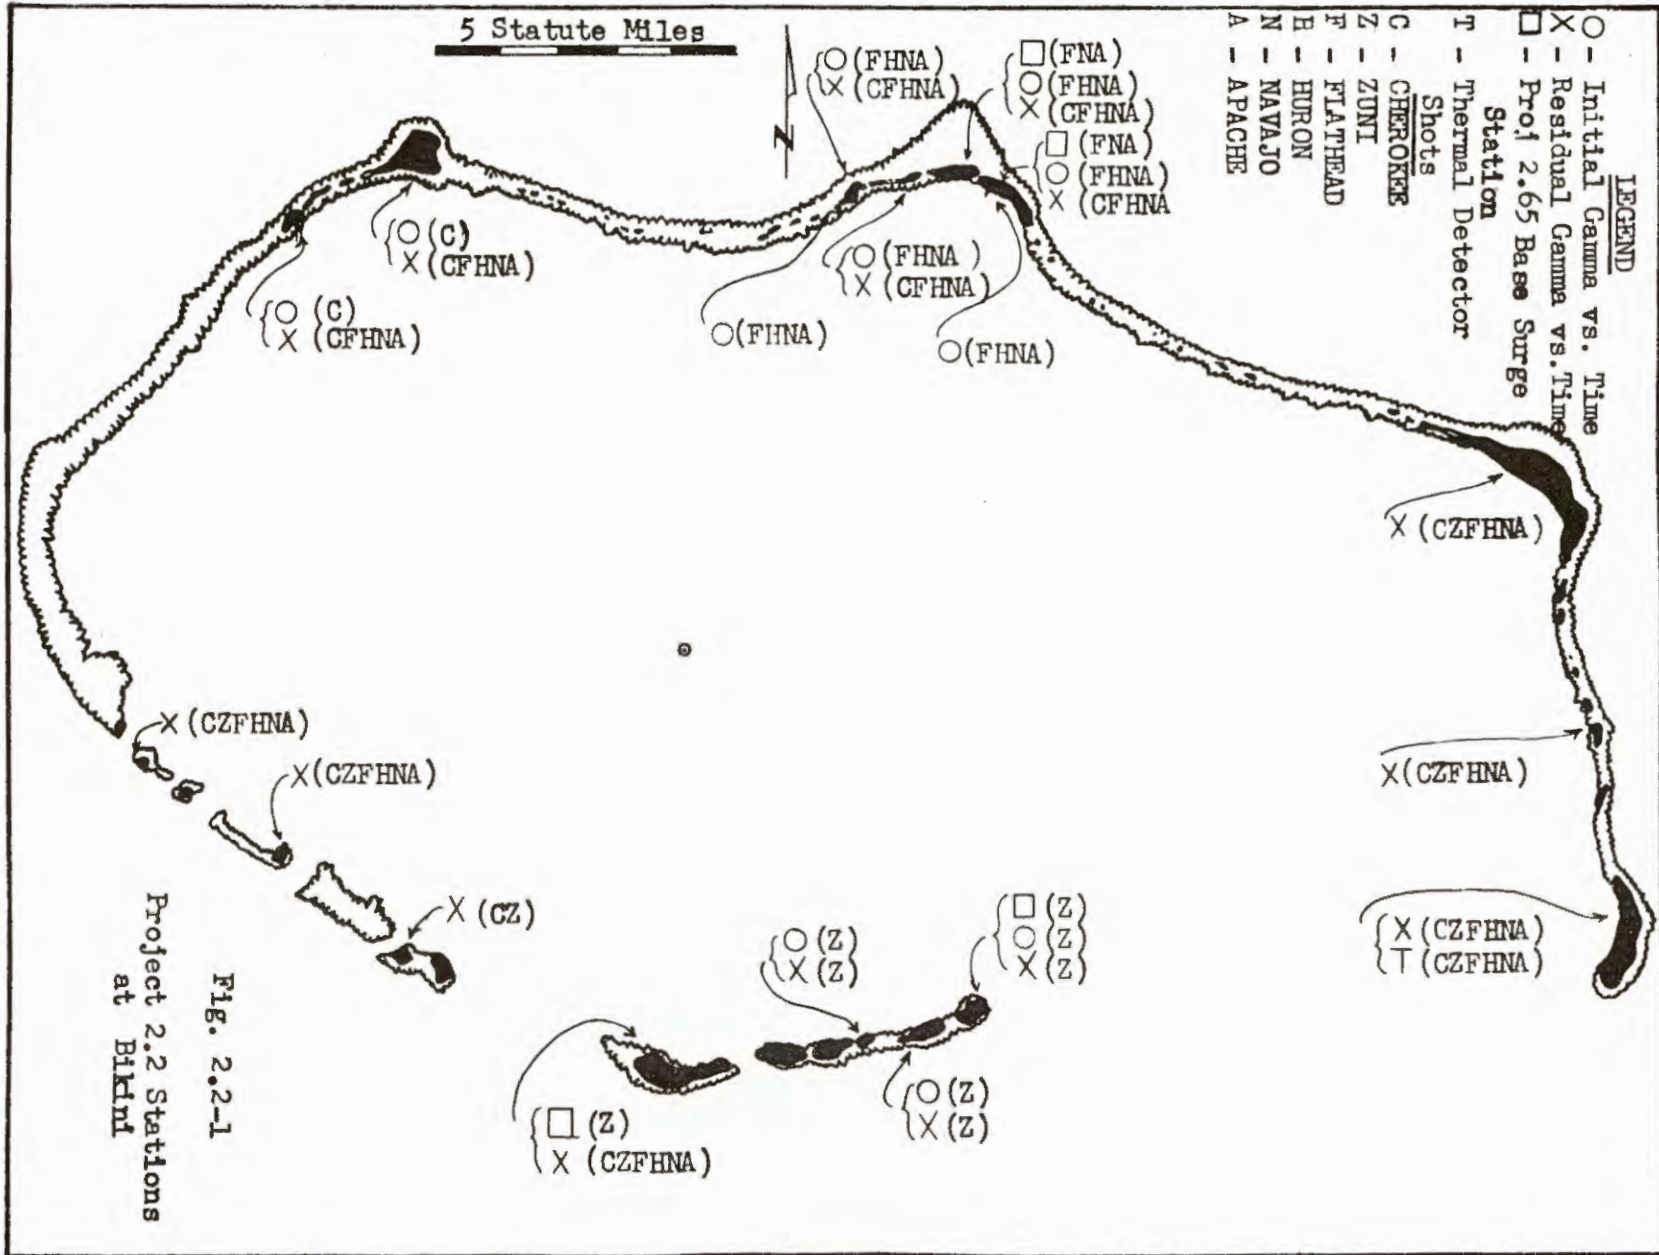 5 Statute Miles
N
LEGEND
O - Initial Gamma vs. Time
X - Residual Gamma vs. Time
□ - Proj 2.65 Base Surge
Station
T - Thermal Detector
Shots
C - CHEROKEE
Z - ZUNI
F - FLATHEAD
H - HURON
N - NAVAJO
A - APACHE
O (FHNA)
X (CFHNA)
□ (FNA)
O (FHNA)
X (CFHNA)
□ (FNA)
O (FHNA)
X (CFHNA
O (C)
X (CFHNA)
O (C)
X (CFHNA)
O (FHNA)
X (CFHNA)
O (FHNA)
O (FHNA)
X (CZFHNA)
X (CZFHNA)
X (CZFHNA)
X (CZFHNA)
X (CZ)
X (CZFHNA)
T (CZFHNA)
□ (Z)
O (Z)
X (Z)
O (Z)
X (Z)
O (Z)
X (Z)
□ (Z)
X (CZFHNA)
Fig. 2.2-1
Project 2.2 Stations
at Bikini